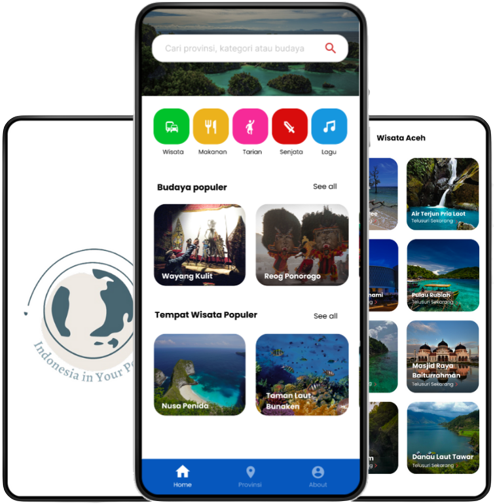 Cari provinsi, kategori atau budaya
Wisata
Makanan
Tarian
Senjata
Lagu
Budaya populer
See all
Wayang Kulit
Reog Ponorogo
Tempat Wisata Populer
See all
Nusa Penida
Taman Laut
Bunaken
Home
Provinsi
About
Indonesia in Your
Wisata Aceh
Air Terjun Pria Laot
Telusuri Sekarang
Pulau Rubiah
Telusuri Sekarang
Masjid Raya
Baiturrahman
Telusuri Sekarang
Danau Laut Tawar
Telusuri Sekarang